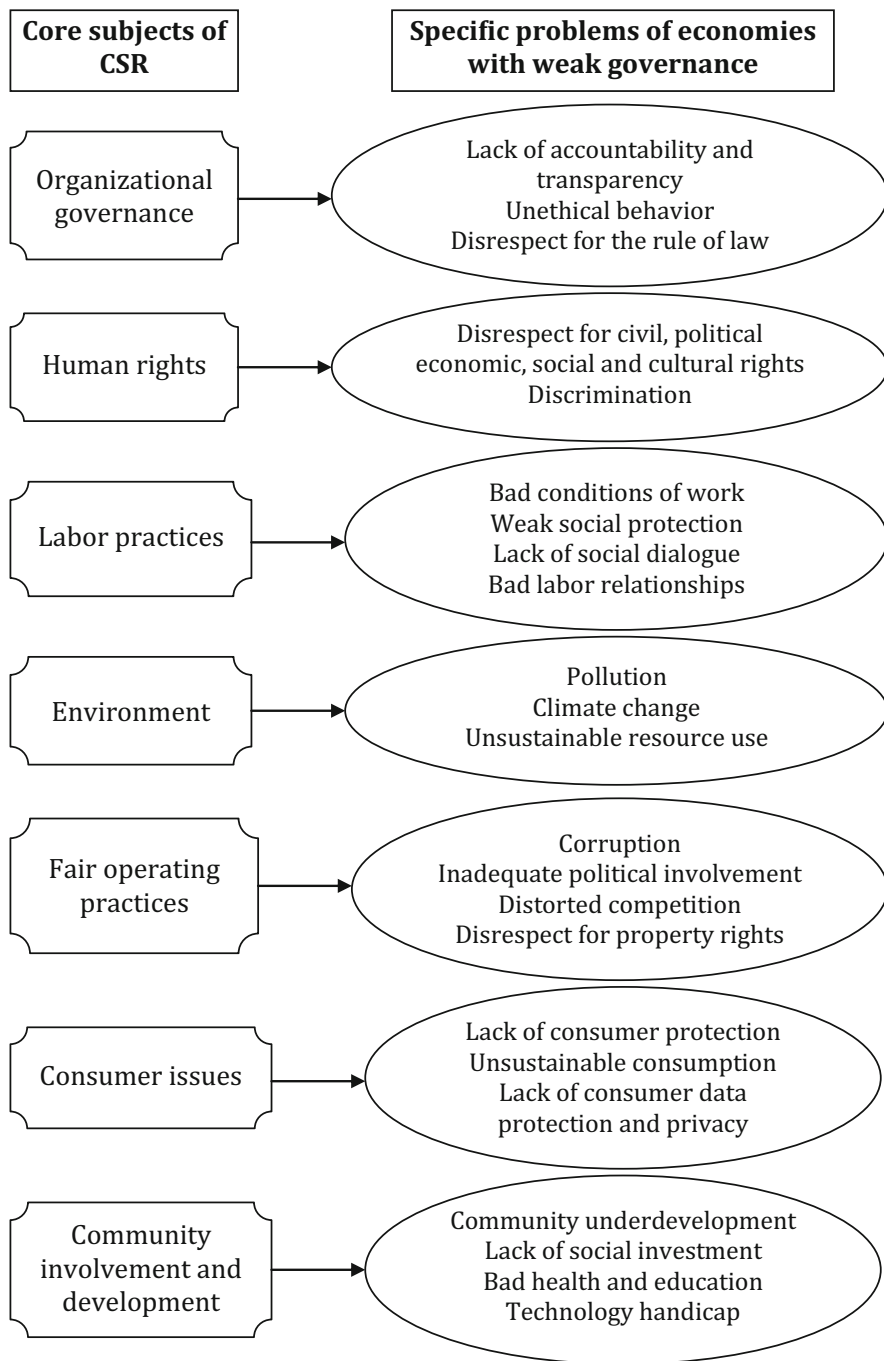 Core subjects of
CSR
Specific problems of economies
with weak governance
Organizational
governance
Lack of accountability and
transparency
Unethical behavior
Disrespect for the rule of law
Human rights
Disrespect for civil, political
economic, social and cultural rights
Discrimination
Labor practices
Bad conditions of work
Weak social protection
Lack of social dialogue
Bad labor relationships
Environment
Pollution
Climate change
Unsustainable resource use
Fair operating
practices
Corruption
Inadequate political involvement
Distorted competition
Disrespect for property rights
Consumer issues
Lack of consumer protection
Unsustainable consumption
Lack of consumer data
protection and privacy
Community
involvement and
development
Community underdevelopment
Lack of social investment
Bad health and education
Technology handicap